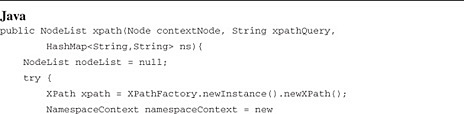 Java
public NodeList xpath(Node contextNode, String xpathQuery,
HashMap<String,String> ns){
NodeList nodeList = null;
try {
XPath xpath = XPathFactory.newInstance().newXPath();
NamespaceContext namespaceContext = new